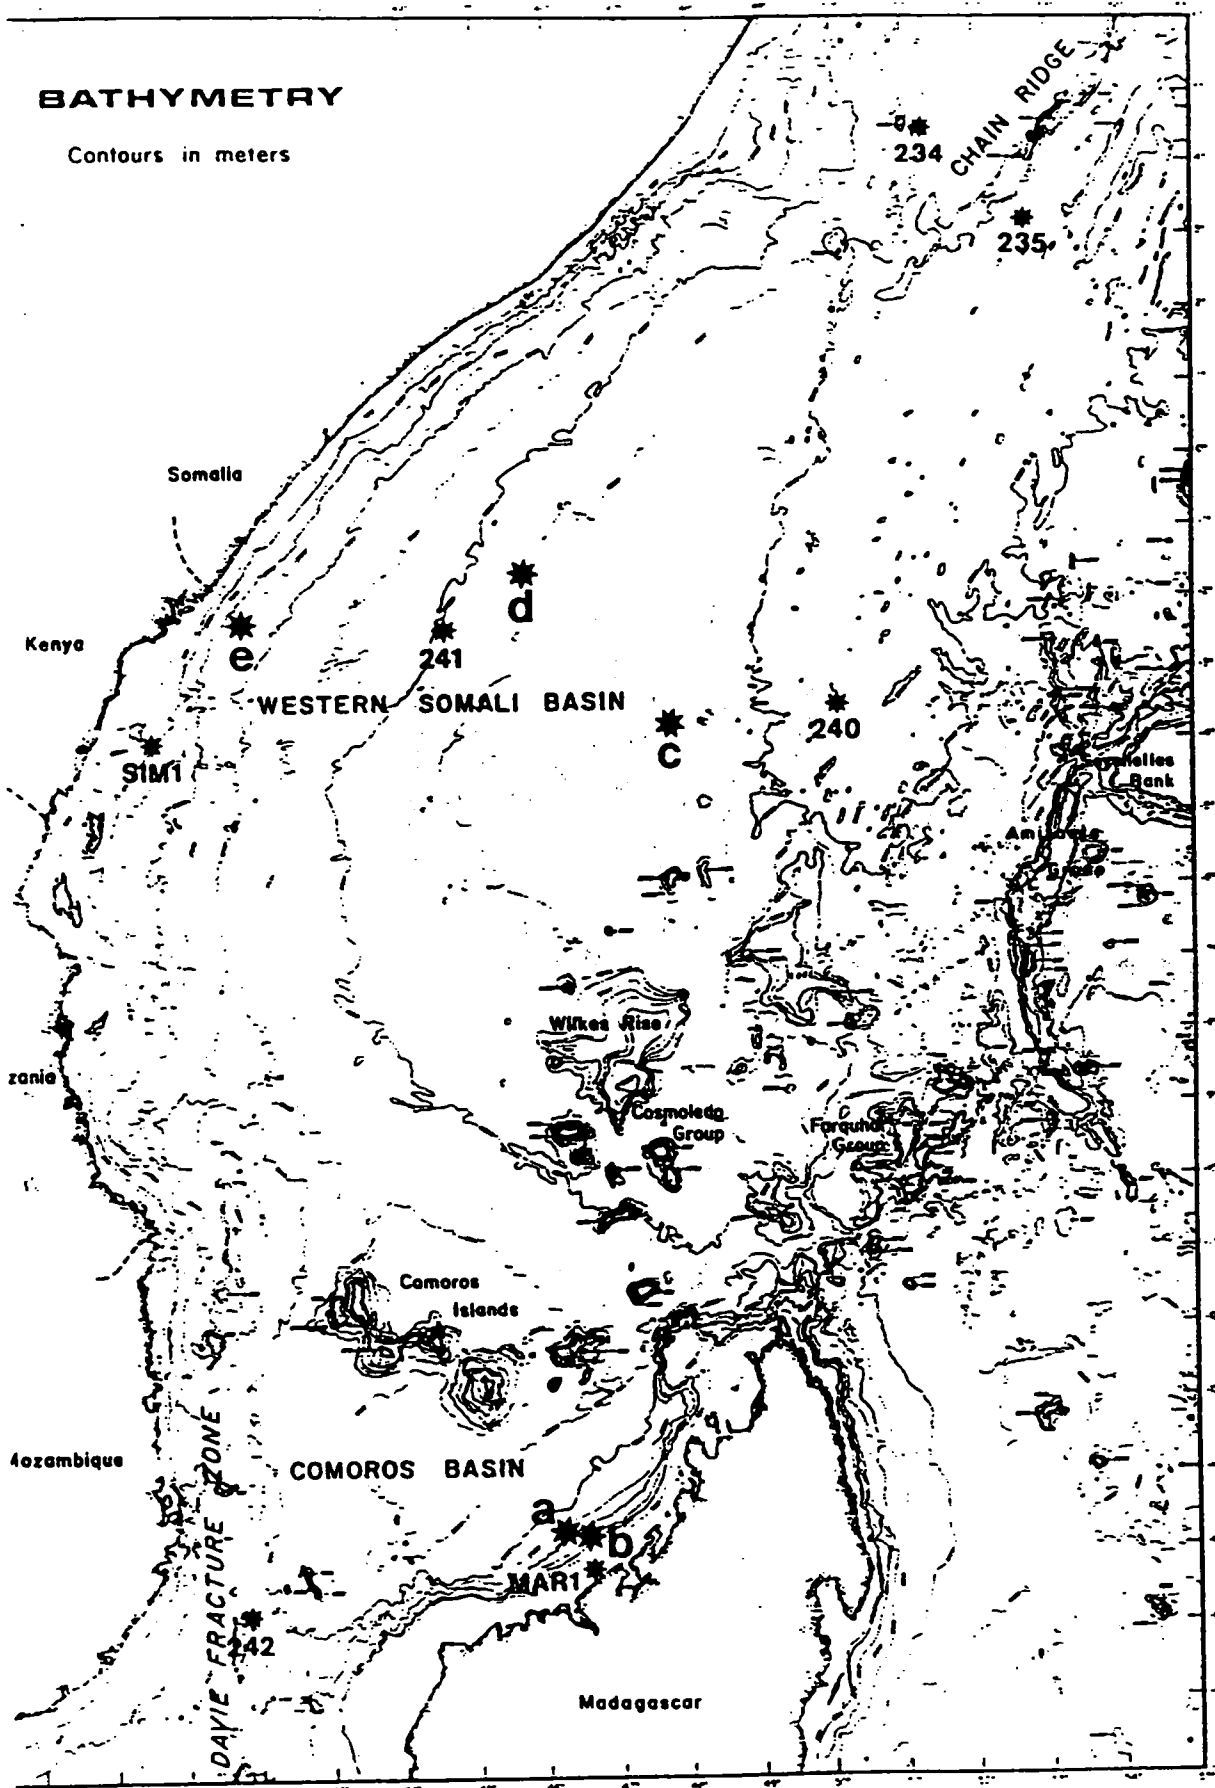 BATHYMETRY
Contours in meters
CHAIN RIDGE
234
235
Somalia
Kenya
d
e
241
WESTERN SOMALI BASIN
c
240
SIM1
Seychelles
Bank
Amirante
Wilkes Rise
zania
Cosmoledo
Group
Farquhar
Group
Comoros
Islands
Mozambique
COMOROS BASIN
DAVIE FRACTURE ZONE
a
b
MAR1
242
Madagascar